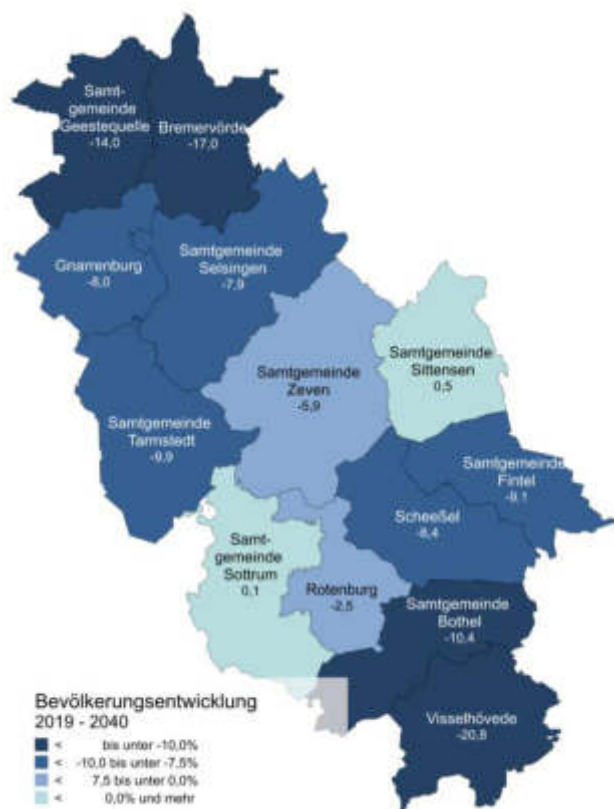 Samt-
gemeinde
Geestequelle
-14,0
Bremervörde
-17,0
Gnarrenburg
-8,0
Samtgemeinde
Selsingen
-7,9
Samtgemeinde
Zeven
-5,9
Samtgemeinde
Sittensen
0,5
Samtgemeinde
Tarmstedt
-9,9
Samtgemeinde
Fintel
-9,1
Scheeßel
-8,4
Samt-
gemeinde
Sottrum
0,1
Rotenburg
-2,5
Samtgemeinde
Bothel
-10,4
Visselhövede
-20,8
Bevölkerungsentwicklung
2019 - 2040
< bis unter -10,0%
< -10,0 bis unter -7,5%
< 7,5 bis unter 0,0%
< 0,0% und mehr